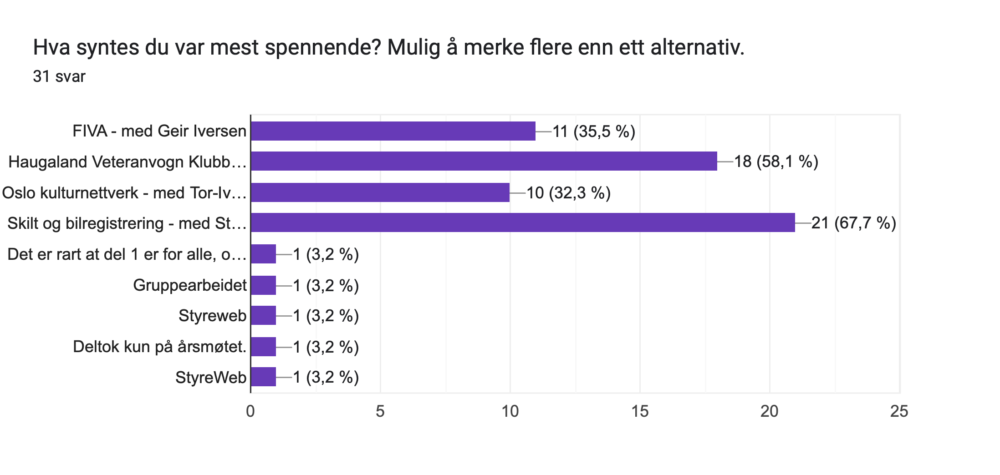 Hva syntes du var mest spennende? Mulig å merke flere enn ett alternativ.
31 svar
FIVA - med Geir Iversen 11 (35,5 %)
Haugaland Veteranvogn Klubb… 18 (58,1 %)
Oslo kulturnettverk - med Tor-Iv… 10 (32,3 %)
Skilt og bilregistrering - med St… 21 (67,7 %)
Det er rart at del 1 er for alle, o… 1 (3,2 %)
Gruppearbeidet 1 (3,2 %)
Styreweb 1 (3,2 %)
Deltok kun på årsmøtet. 1 (3,2 %)
StyreWeb 1 (3,2 %)
0 5 10 15 20 25